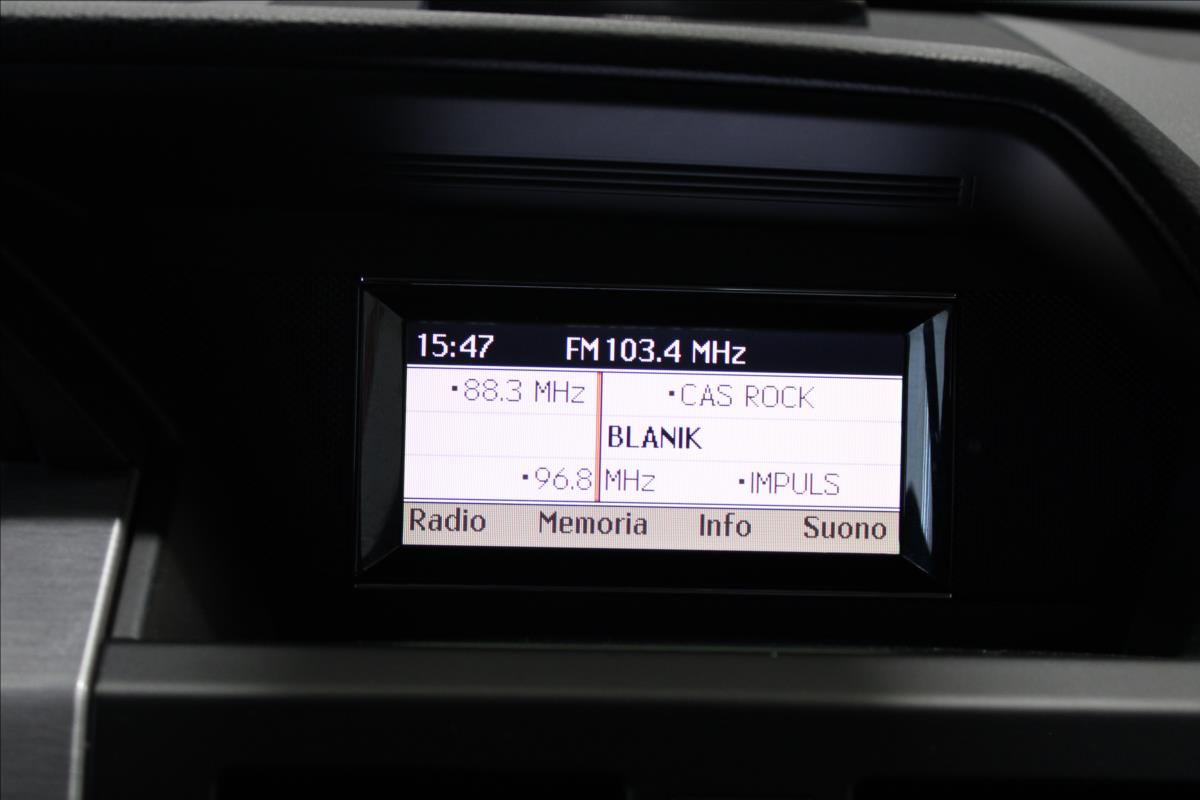 15:47 FM 103.4 MHz
▪88.3 MHz ▪CAS ROCK
BLANIK
▪96.8 MHz ▪IMPULS
Radio Memoria Info Suono